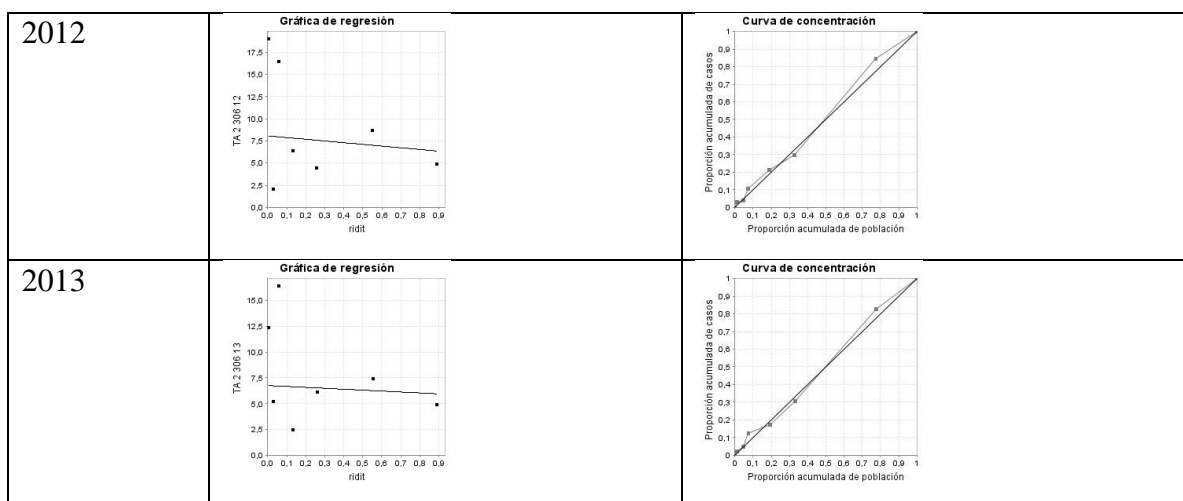 2012
Gráfica de regresión
17,5
15,0
12,5
10,0
7,5
5,0
2,5
0,0
TA 2 306 12
0,0 0,1 0,2 0,3 0,4 0,5 0,6 0,7 0,8 0,9
ridit
Curva de concentración
1
0,9
0,8
0,7
0,6
0,5
0,4
0,3
0,2
0,1
0
Proporción acumulada de casos
0 0,1 0,2 0,3 0,4 0,5 0,6 0,7 0,8 0,9 1
Proporción acumulada de población
2013
Gráfica de regresión
15,0
12,5
10,0
7,5
5,0
2,5
0,0
TA 2 306 13
0,0 0,1 0,2 0,3 0,4 0,5 0,6 0,7 0,8 0,9
ridit
Curva de concentración
1
0,9
0,8
0,7
0,6
0,5
0,4
0,3
0,2
0,1
0
Proporción acumulada de casos
0 0,1 0,2 0,3 0,4 0,5 0,6 0,7 0,8 0,9 1
Proporción acumulada de población